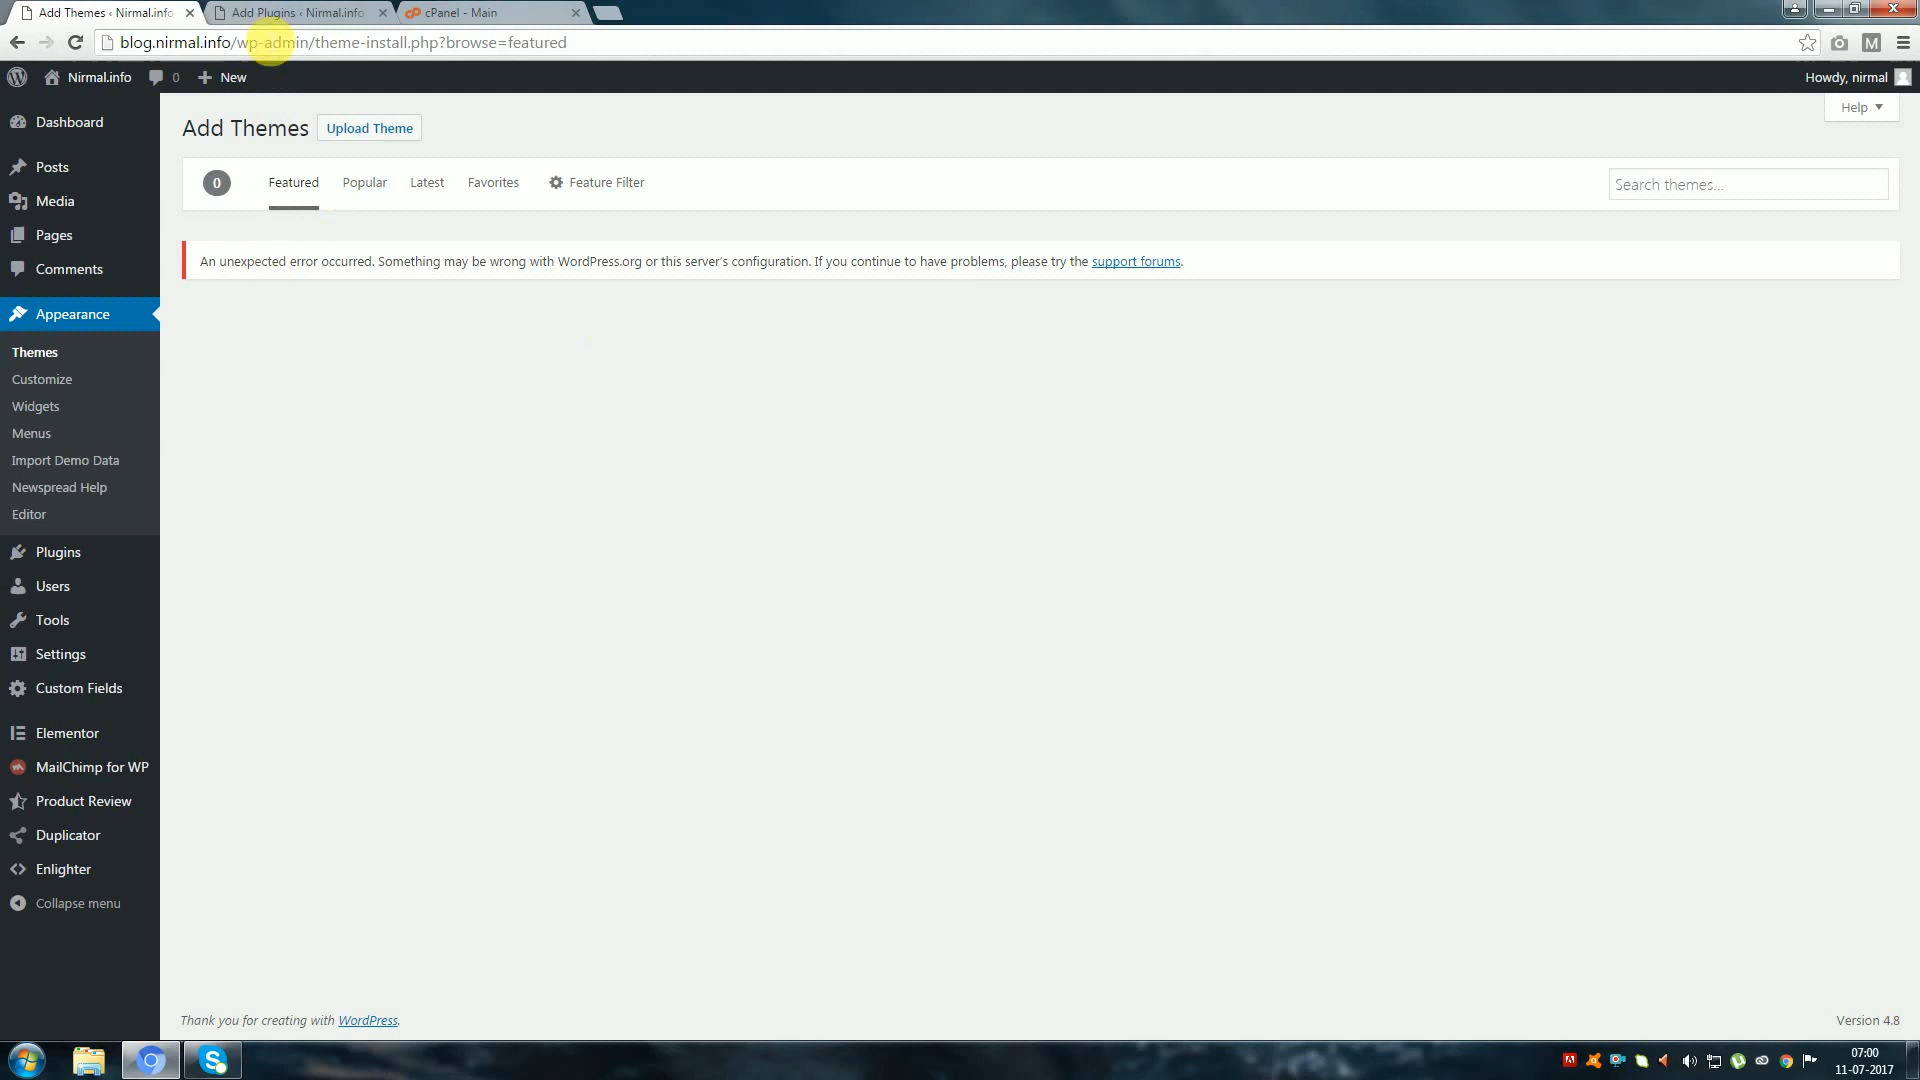 Add Themes ‹ Nirmal.info
Add Plugins ‹ Nirmal.info
cPanel - Main
blog.nirmal.info/wp-admin/theme-install.php?browse=featured
M
Nirmal.info
0
New
Howdy, nirmal
Help
Dashboard
Posts
Media
Pages
Comments
Appearance
Themes
Customize
Widgets
Menus
Import Demo Data
Newspread Help
Editor
Plugins
Users
Tools
Settings
Custom Fields
Elementor
MailChimp for WP
Product Review
Duplicator
Enlighter
Collapse menu
Add Themes
Upload Theme
0
Featured
Popular
Latest
Favorites
Feature Filter
Search themes...
An unexpected error occurred. Something may be wrong with WordPress.org or this server’s configuration. If you continue to have problems, please try the support forums.
Thank you for creating with WordPress.
Version 4.8
07:00
11-07-2017